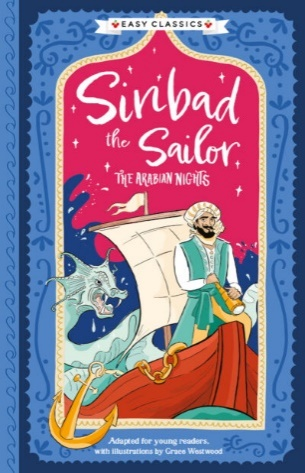 EASY CLASSICS
Sinbad
the Sailor
THE ARABIAN NIGHTS
Adapted for young readers,
with illustrations by Grace Westwood